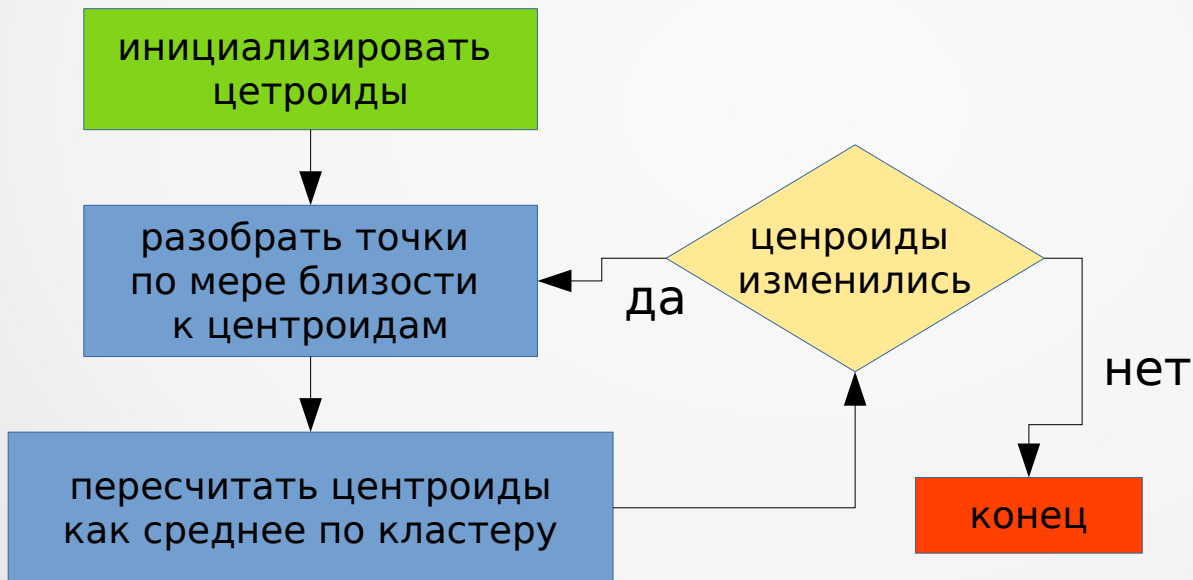 инициализировать
цетроиды
разобрать точки
по мере близости
к центроидам
ценроиды
изменились
да
нет
пересчитать центроиды
как среднее по кластеру
конец